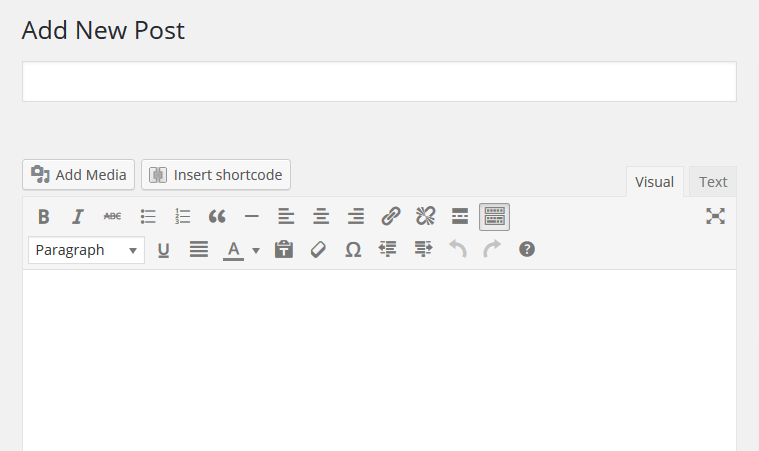 Add New Post
Add Media Insert shortcode
Visual Text
B I ABC
Paragraph U A Ω ?